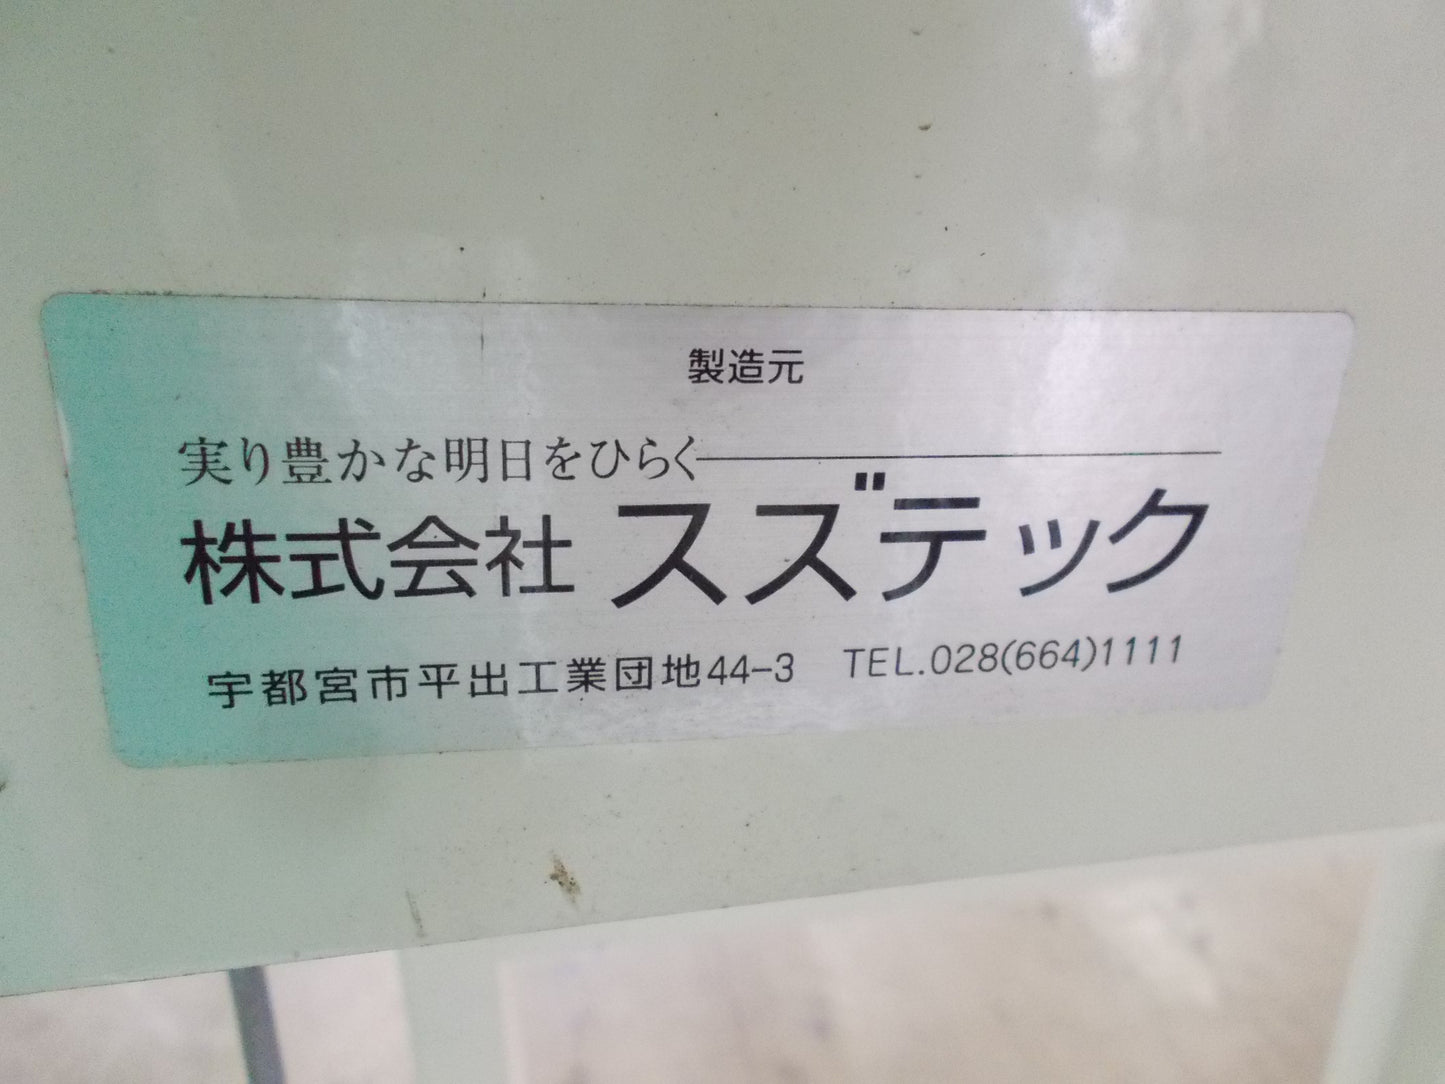 製造元
実り豊かな明日をひらく
株式会社 スズテック
宇都宮市平出工業団地44-3 TEL.028(664)1111